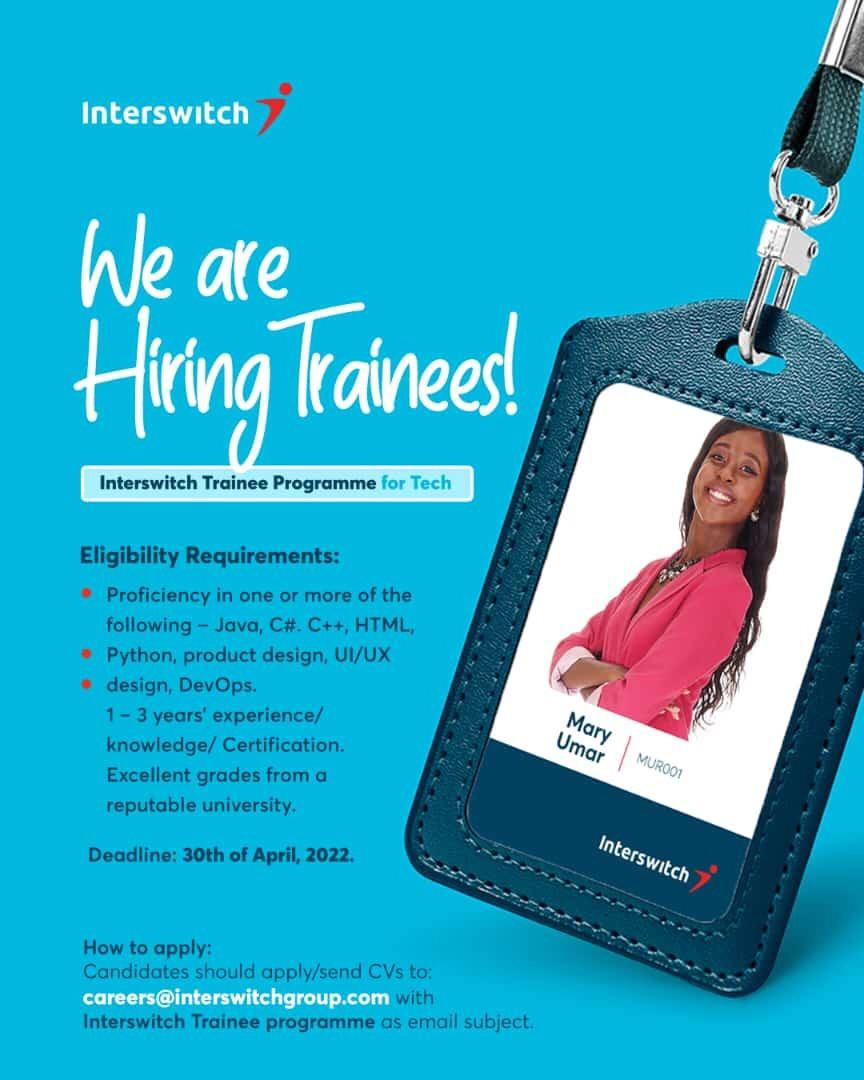 Interswitch
We are
Hiring Trainees!
Interswitch Trainee Programme for Tech
Eligibility Requirements:
• Proficiency in one or more of the
following – Java, C#. C++, HTML,
• Python, product design, UI/UX
• design, DevOps.
1 – 3 years' experience/
knowledge/ Certification.
Excellent grades from a
reputable university.
Deadline: 30th of April, 2022.
How to apply:
Candidates should apply/send CVs to:
careers@interswitchgroup.com with
Interswitch Trainee programme as email subject.
Mary
Umar
MUR001
Interswitch